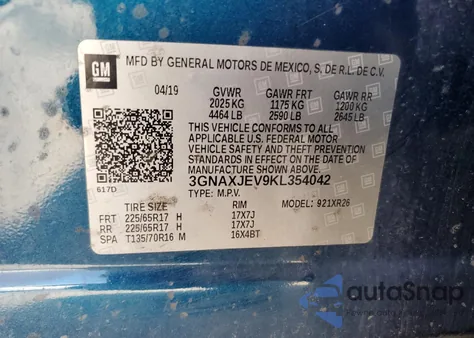 GM
MFD BY GENERAL MOTORS DE MEXICO, S. DE R.L. DE C.V.
04/19 GVWR GAWR FRT GAWR RR
2025 KG 1175 KG 1200 KG
4464 LB 2590 LB 2645 LB
THIS VEHICLE CONFORMS TO ALL
APPLICABLE U.S. FEDERAL MOTOR
VEHICLE SAFETY, BUMPER, AND THEFT
PREVENTION STANDARDS IN EFFECT ON
THE DATE OF MANUFACTURE SHOWN ABOVE.
3GNAXJEV9KL354042
617D TYPE: M.P.V. MODEL: 921XR26
TIRE SIZE RIM
FRT 225/65R17 H 17X7J
RR 225/65R17 H 17X7J
SPA T135/70R16 M 16X4BT
autoSnap